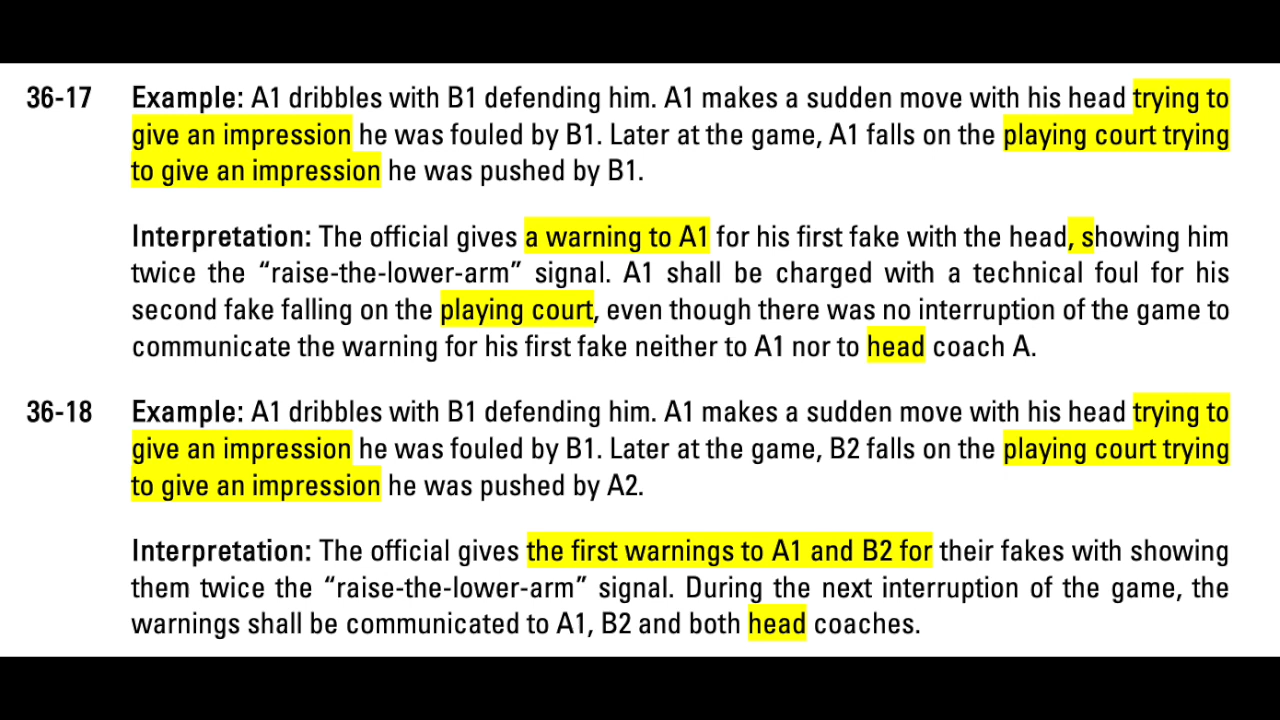 36-17 Example: A1 dribbles with B1 defending him. A1 makes a sudden move with his head trying to
give an impression he was fouled by B1. Later at the game, A1 falls on the playing court trying
to give an impression he was pushed by B1.
Interpretation: The official gives a warning to A1 for his first fake with the head, showing him
twice the “raise-the-lower-arm” signal. A1 shall be charged with a technical foul for his
second fake falling on the playing court, even though there was no interruption of the game to
communicate the warning for his first fake neither to A1 nor to head coach A.
36-18 Example: A1 dribbles with B1 defending him. A1 makes a sudden move with his head trying to
give an impression he was fouled by B1. Later at the game, B2 falls on the playing court trying
to give an impression he was pushed by A2.
Interpretation: The official gives the first warnings to A1 and B2 for their fakes with showing
them twice the “raise-the-lower-arm” signal. During the next interruption of the game, the
warnings shall be communicated to A1, B2 and both head coaches.